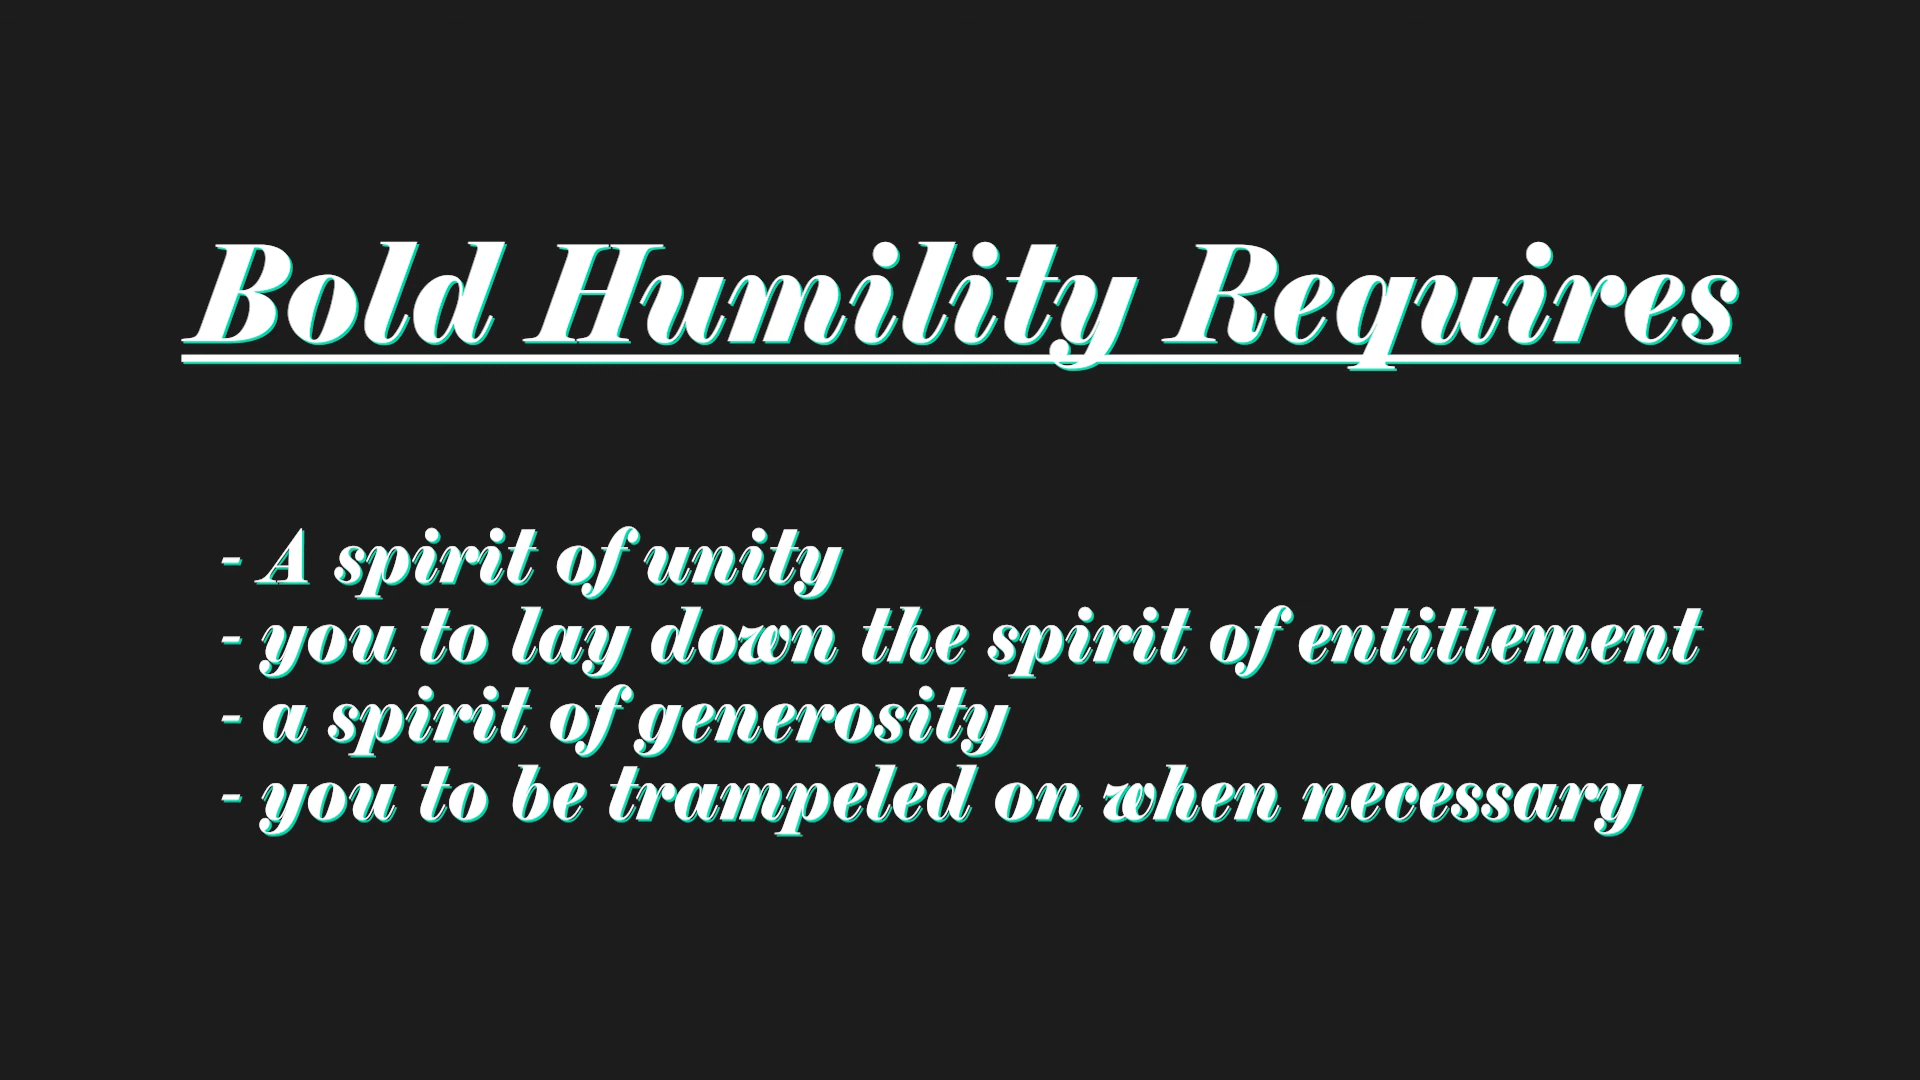 Bold Humility Requires
- A spirit of unity
- you to lay down the spirit of entitlement
- a spirit of generosity
- you to be trampeled on when necessary